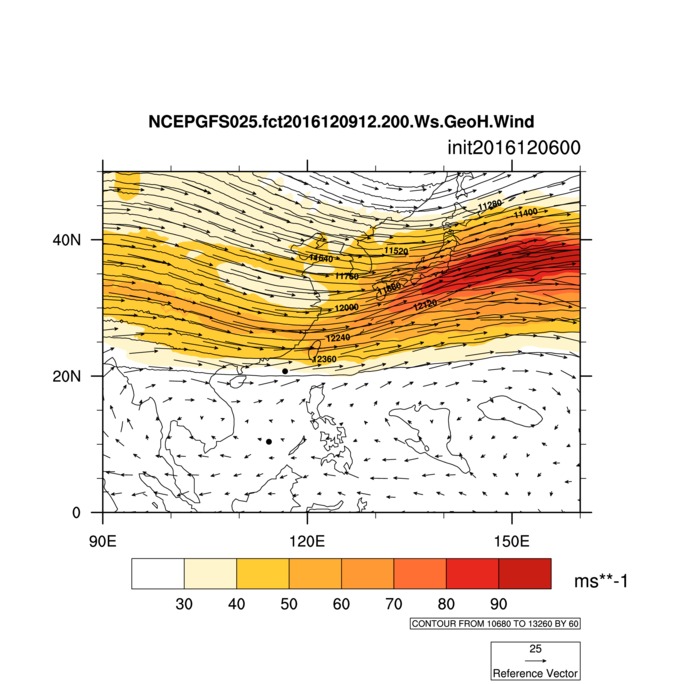 NCEPGFS025.fct2016120912.200.Ws.GeoH.Wind
init2016120600
11280
11400
40N
11520
11640
11760
11880
12000
12120
12240
12360
20N
0
90E 120E 150E
ms**-1
30 40 50 60 70 80 90
CONTOUR FROM 10680 TO 13260 BY 60
25
Reference Vector